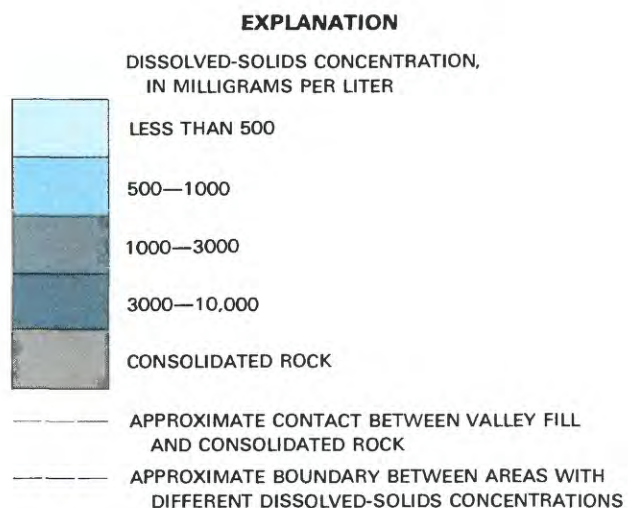 EXPLANATION
DISSOLVED-SOLIDS CONCENTRATION,
IN MILLIGRAMS PER LITER
LESS THAN 500
500—1000
1000—3000
3000—10,000
CONSOLIDATED ROCK
APPROXIMATE CONTACT BETWEEN VALLEY FILL
AND CONSOLIDATED ROCK
APPROXIMATE BOUNDARY BETWEEN AREAS WITH
DIFFERENT DISSOLVED-SOLIDS CONCENTRATIONS